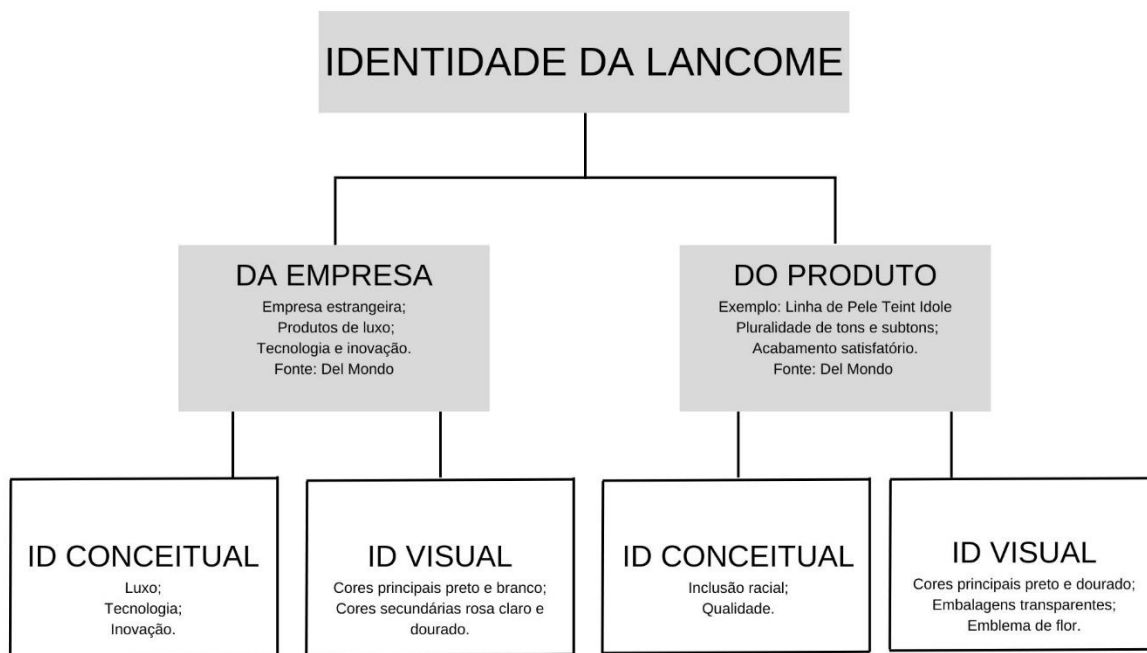 IDENTIDADE DA LANCOME
DA EMPRESA
Empresa estrangeira;
Produtos de luxo;
Tecnologia e inovação.
Fonte: Del Mondo
DO PRODUTO
Exemplo: Linha de Pele Teint Idole
Pluralidade de tons e subtons;
Acabamento satisfatório.
Fonte: Del Mondo
ID CONCEITUAL
Luxo;
Tecnologia;
Inovação.
ID VISUAL
Cores principais preto e branco;
Cores secundárias rosa claro e
dourado.
ID CONCEITUAL
Inclusão racial;
Qualidade.
ID VISUAL
Cores principais preto e dourado;
Embalagens transparentes;
Emblema de flor.